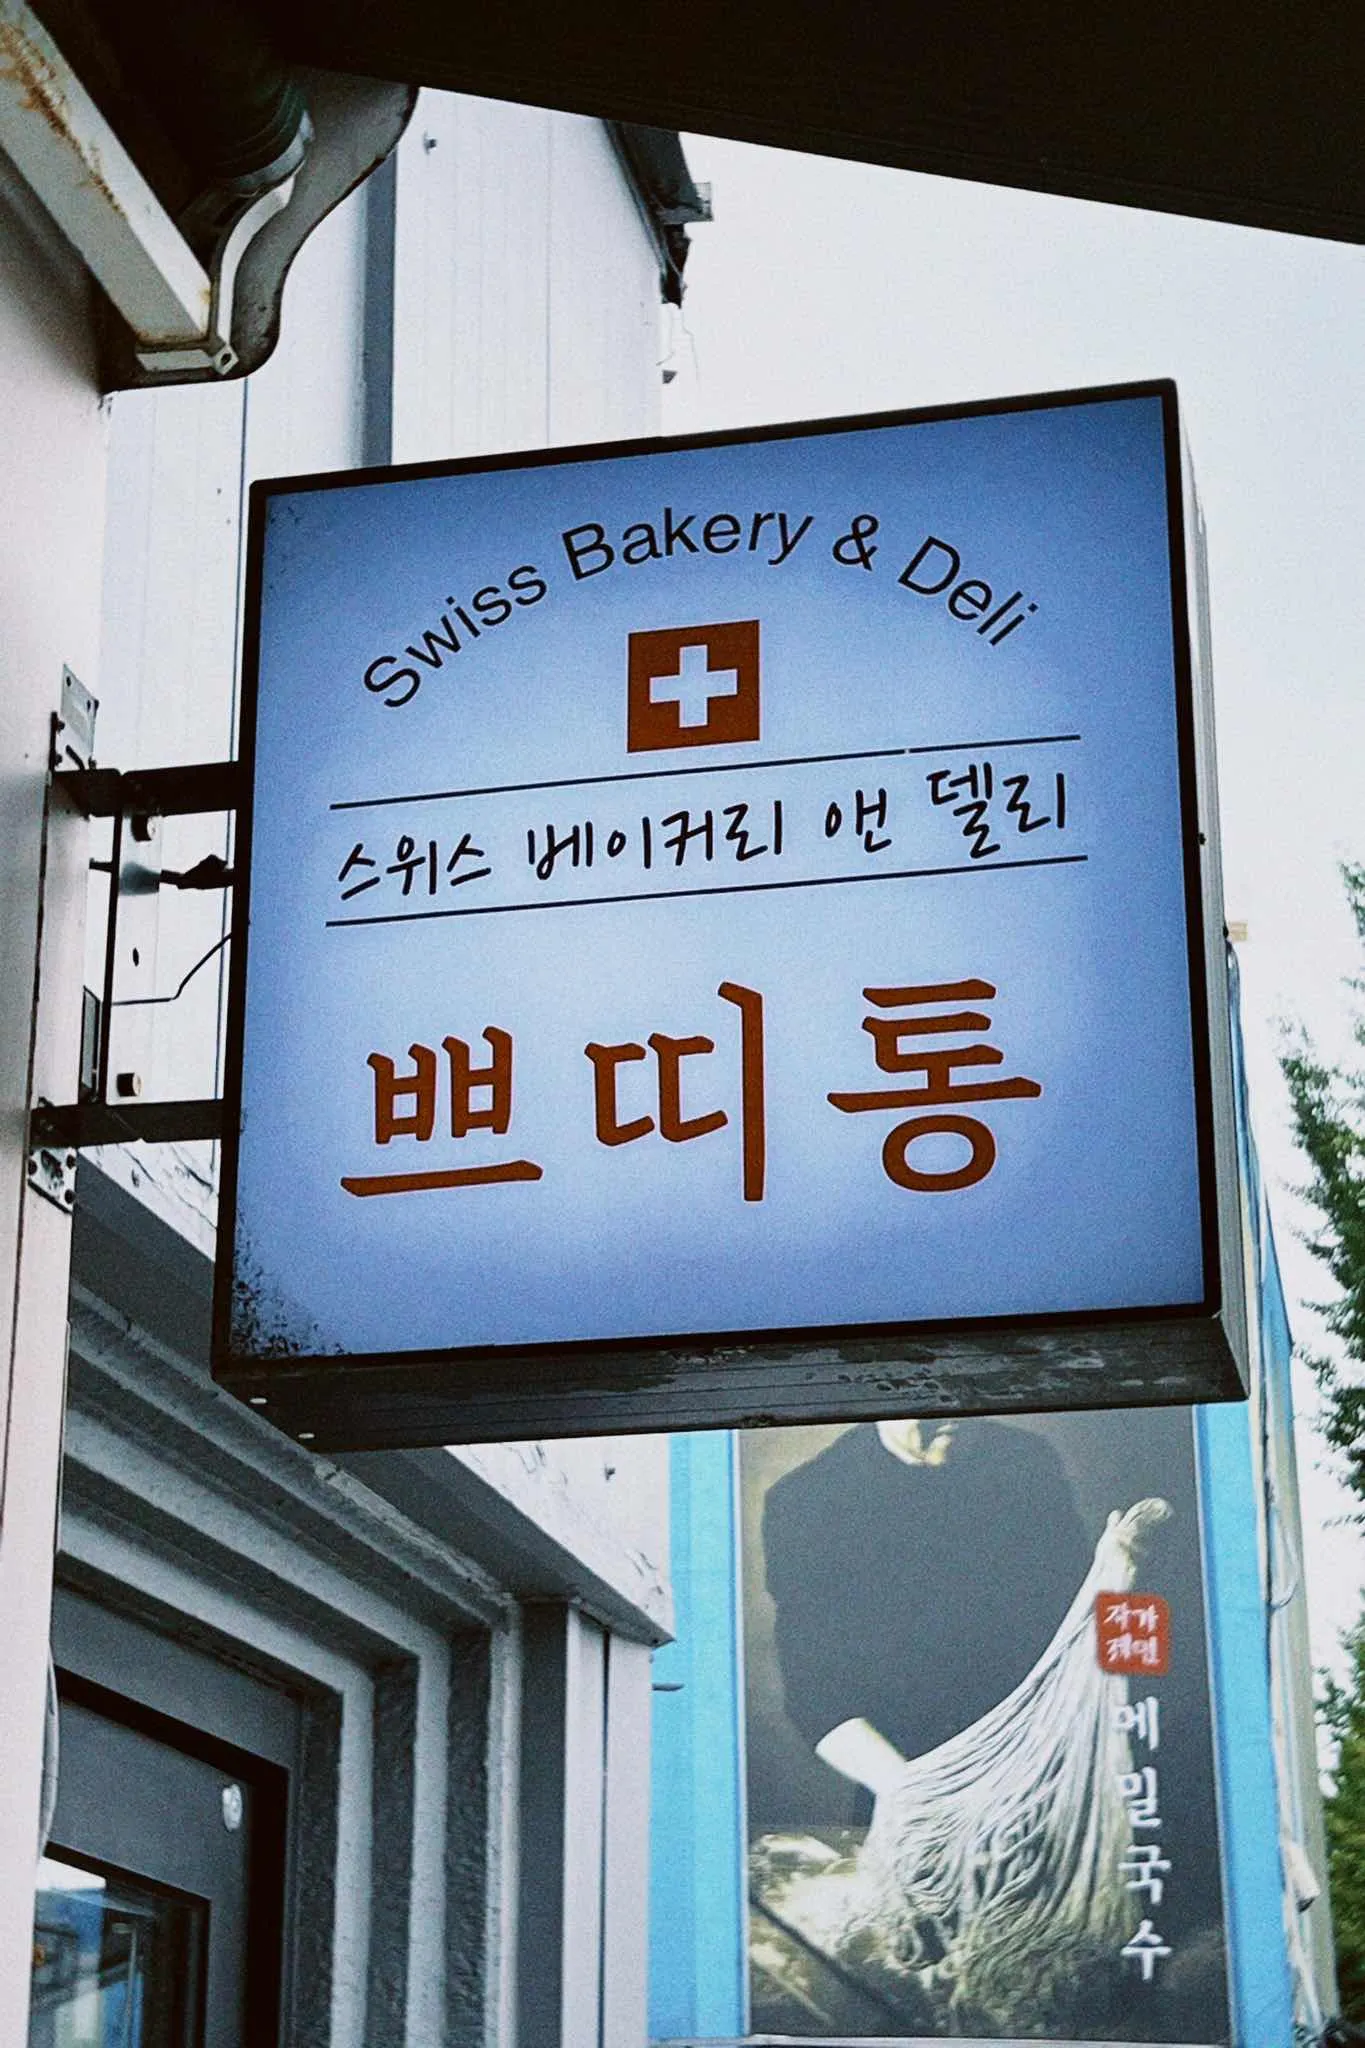 Swiss Bakery & Deli
스위스 베이커리 앤 델리
쁘띠통
자가
제면
메밀국수